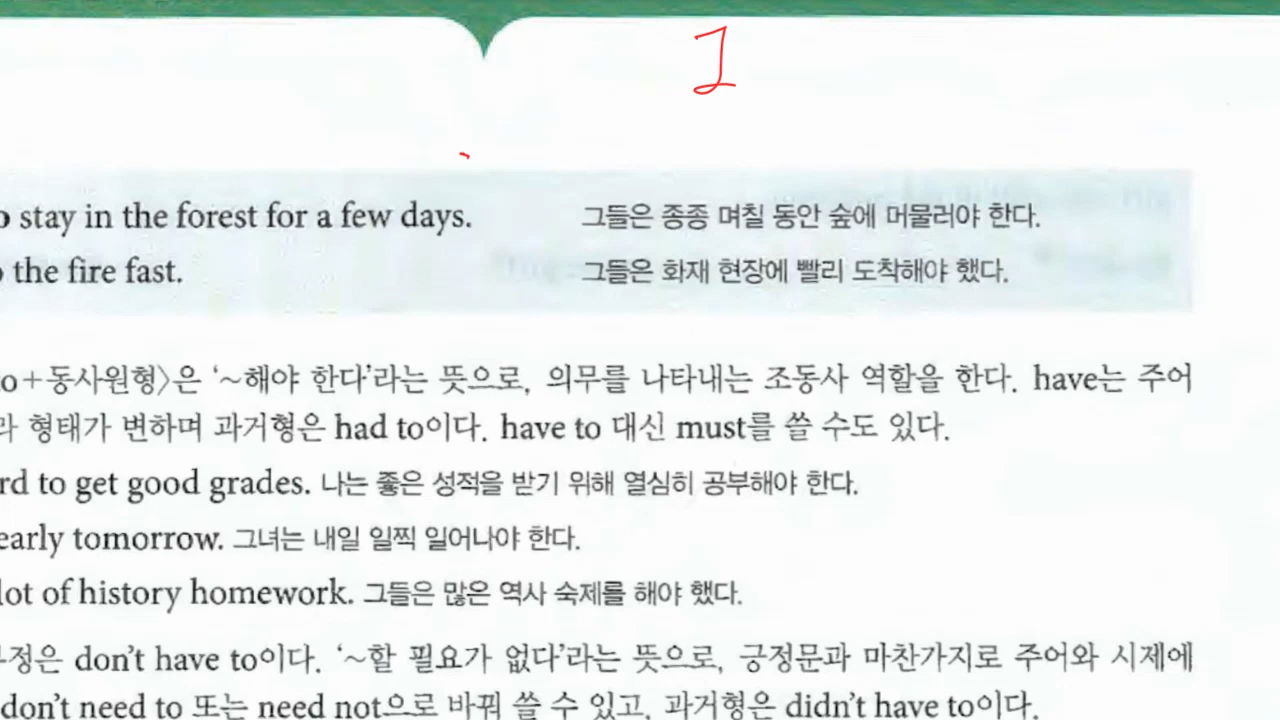 1
stay in the forest for a few days. 그들은 종종 며칠 동안 숲에 머물러야 한다.
the fire fast. 그들은 화재 현장에 빨리 도착해야 했다.
o+동사원형〉은 ‘~해야 한다’라는 뜻으로, 의무를 나타내는 조동사 역할을 한다. have는 주어
라 형태가 변하며 과거형은 had to이다. have to 대신 must를 쓸 수도 있다.
rd to get good grades. 나는 좋은 성적을 받기 위해 열심히 공부해야 한다.
early tomorrow. 그녀는 내일 일찍 일어나야 한다.
lot of history homework. 그들은 많은 역사 숙제를 해야 했다.
정은 don’t have to이다. ‘~할 필요가 없다’라는 뜻으로, 긍정문과 마찬가지로 주어와 시제에
don’t need to 또는 need not으로 바꿔 쓸 수 있고, 과거형은 didn’t have to이다.